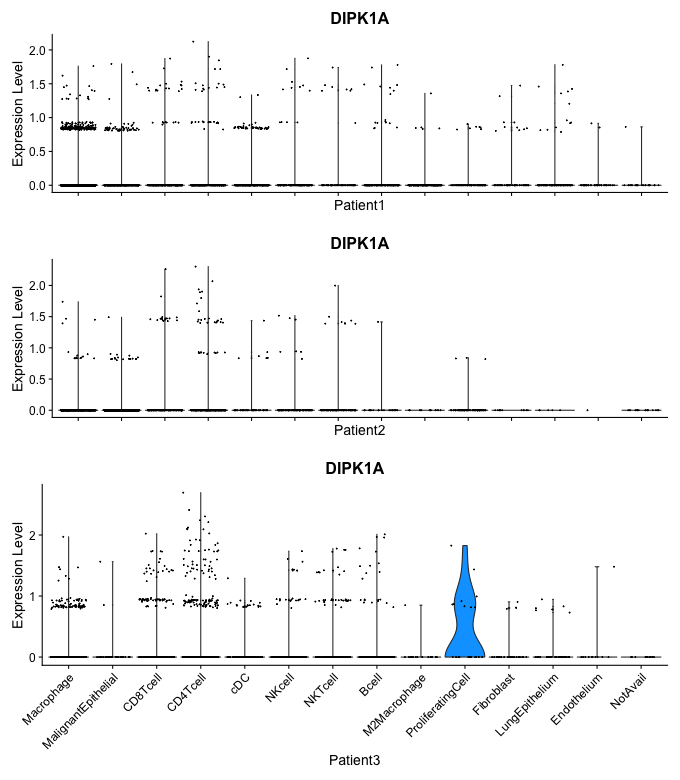 DIPK1A
Expression Level
2.0
1.5
1.0
0.5
0.0
Patient1
DIPK1A
Expression Level
2.0
1.5
1.0
0.5
0.0
Patient2
DIPK1A
Expression Level
2
1
0
Macrophage
MalignantEpithelial
CD8Tcell
CD4Tcell
cDC
NKcell
NKTcell
Bcell
M2Macrophage
ProliferatingCell
Fibroblast
LungEpithelium
Endothelium
NotAvail
Patient3